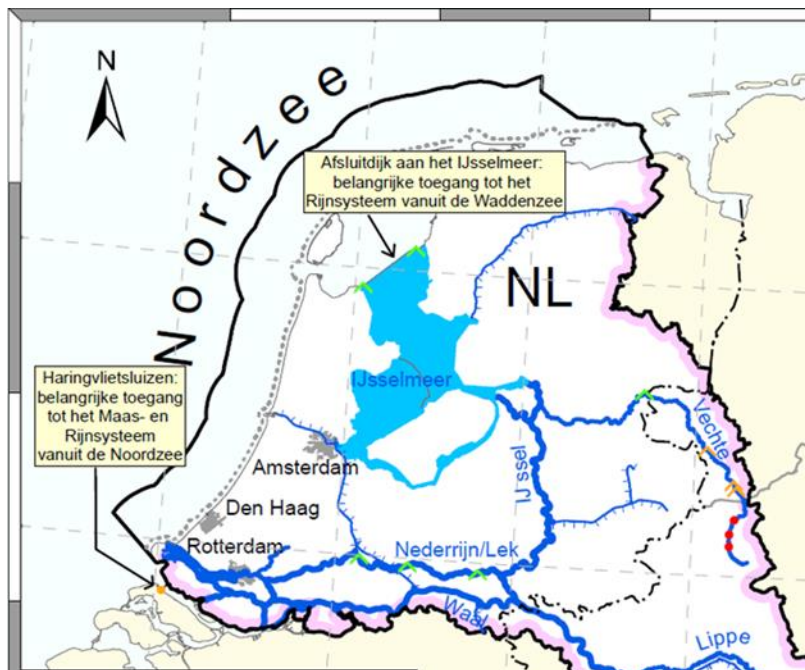 N
Noordzee
Afsluitdijk aan het IJsselmeer:
belangrijke toegang tot het
Rijnsysteem vanuit de Waddenzee
NL
Haringvlietsluizen:
belangrijke toegang
tot het Maas- en
Rijnsysteem
vanuit de Noordzee
IJsselmeer
Vechte
Amsterdam
IJssel
Den Haag
Rotterdam
Nederrijn/Lek
Waal
Lippe